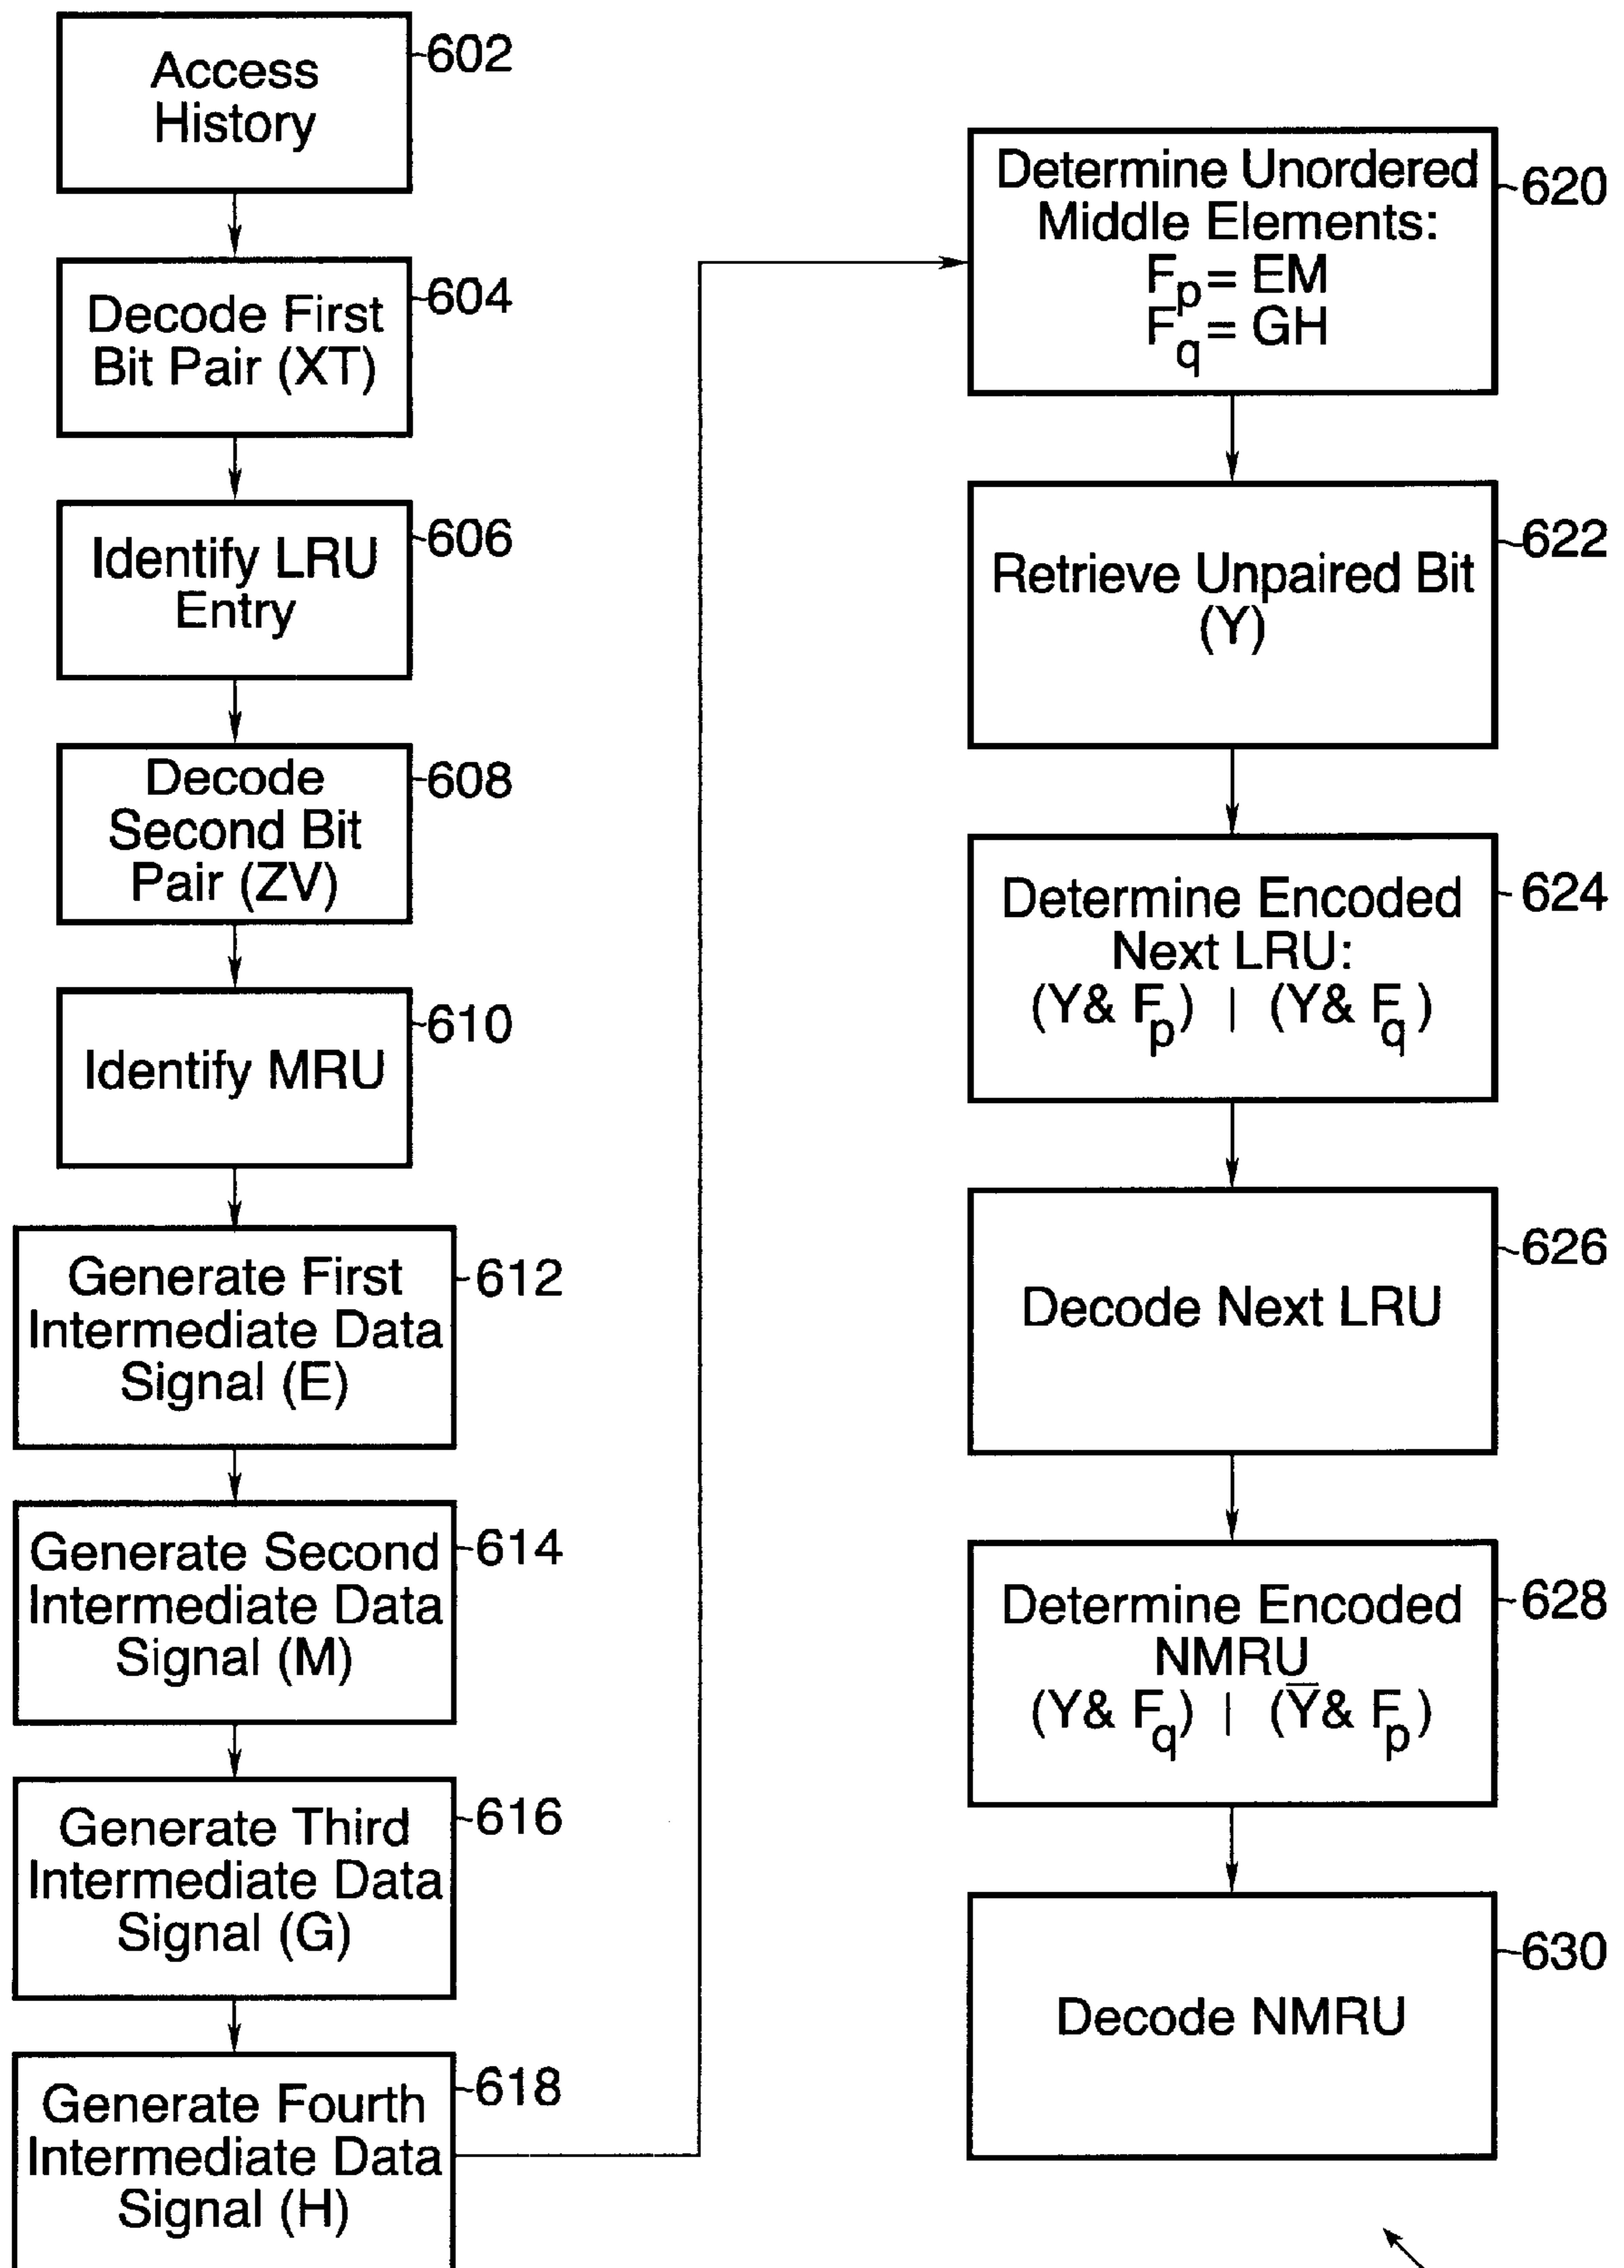 Access
History
602
Decode First
Bit Pair (XT)
604
Identify LRU
Entry
606
Decode
Second Bit
Pair (ZV)
608
Identify MRU
610
Generate First
Intermediate Data
Signal (E)
612
Generate Second
Intermediate Data
Signal (M)
614
Generate Third
Intermediate Data
Signal (G)
616
Generate Fourth
Intermediate Data
Signal (H)
618
Determine Unordered
Middle Elements:
Fp = EM
Fq = GH
620
Retrieve Unpaired Bit
(Y)
622
Determine Encoded
Next LRU:
(Y& Fp) | (Y& Fq)
624
Decode Next LRU
626
Determine Encoded
NMRU
(Y& Fq) | (Y̅& Fp)
628
Decode NMRU
630